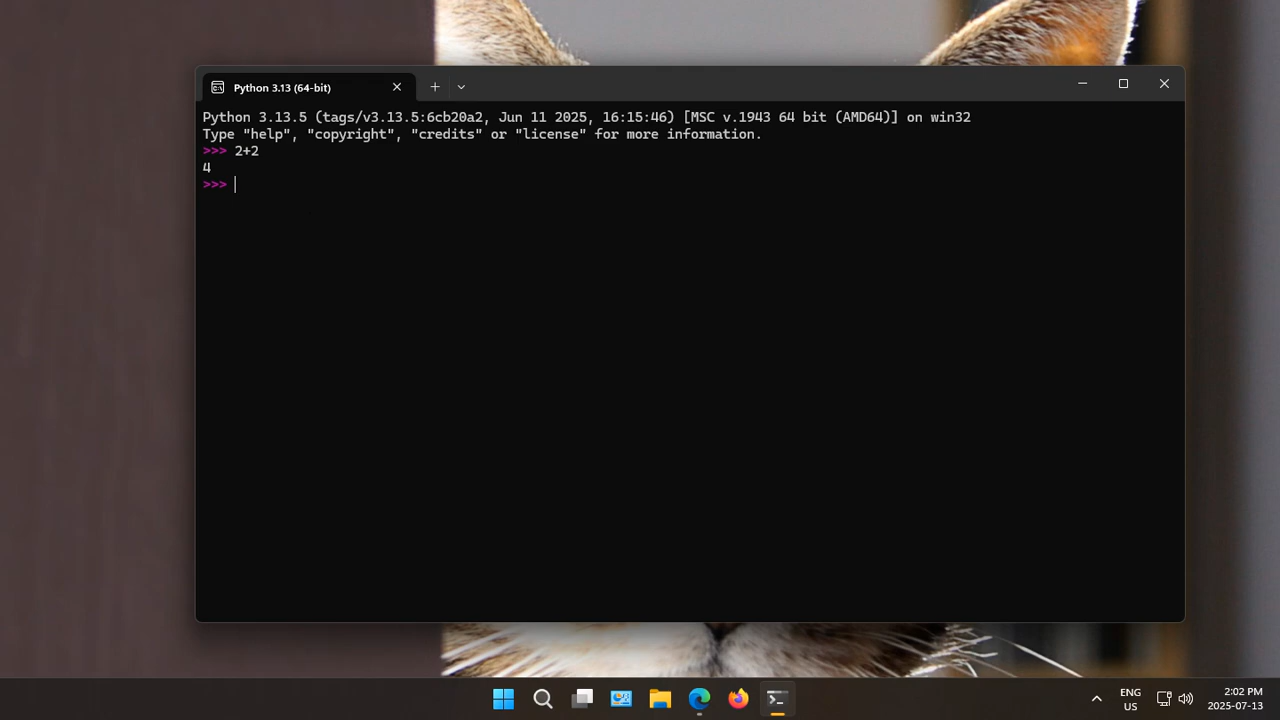 Python 3.13 (64-bit)
Python 3.13.5 (tags/v3.13.5:6cb20a2, Jun 11 2025, 16:15:46) [MSC v.1943 64 bit (AMD64)] on win32
Type "help", "copyright", "credits" or "license" for more information.
>>> 2+2
4
>>>
ENG
US
2:02 PM
2025-07-13